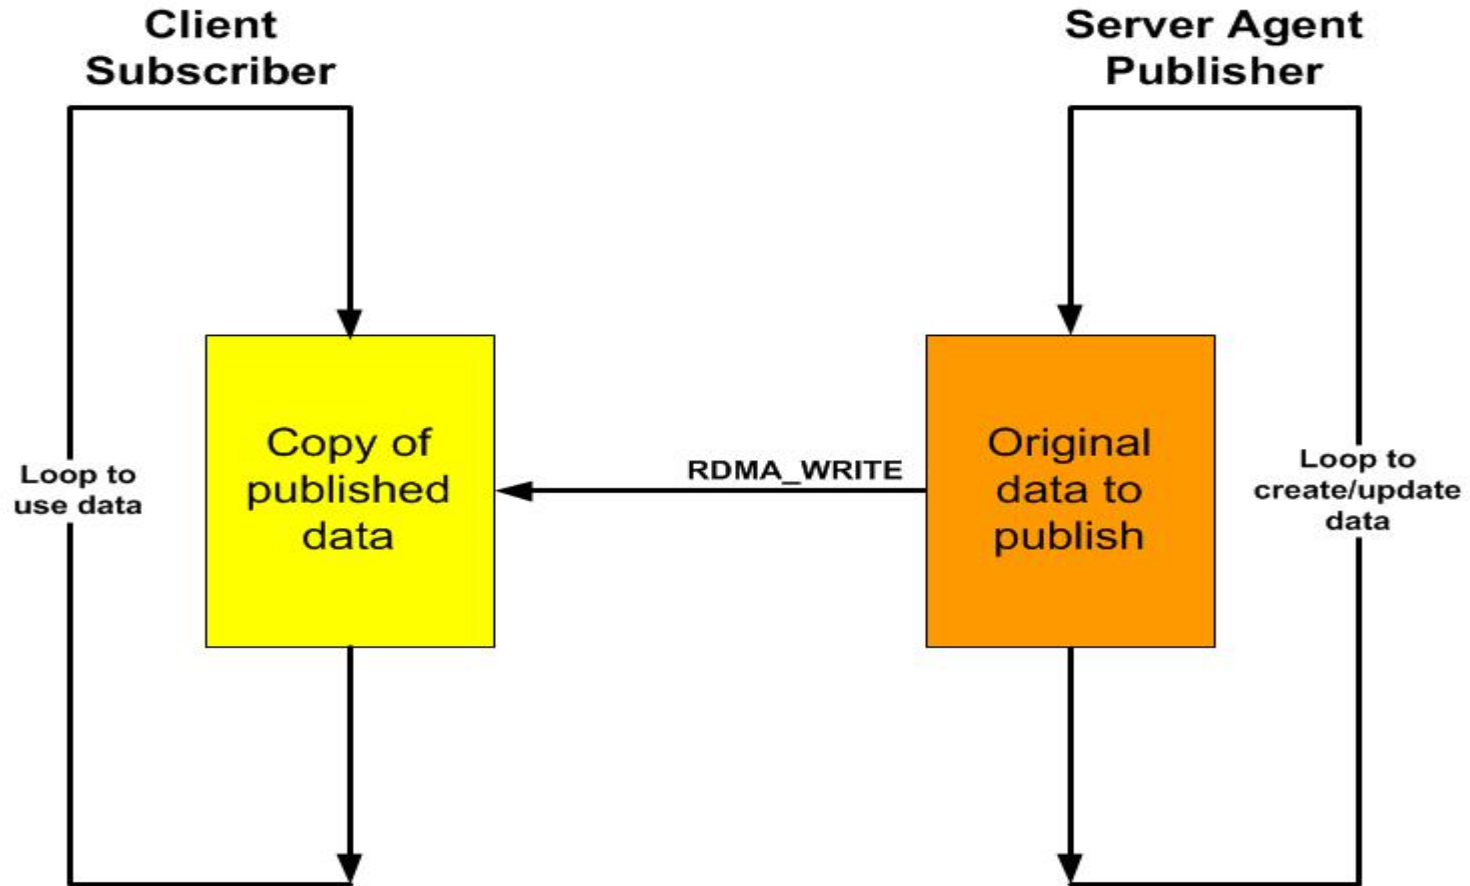 Client
Subscriber
Server Agent
Publisher
Loop to
use data
Copy of
published
data
RDMA_WRITE
Original
data to
publish
Loop to
create/update
data